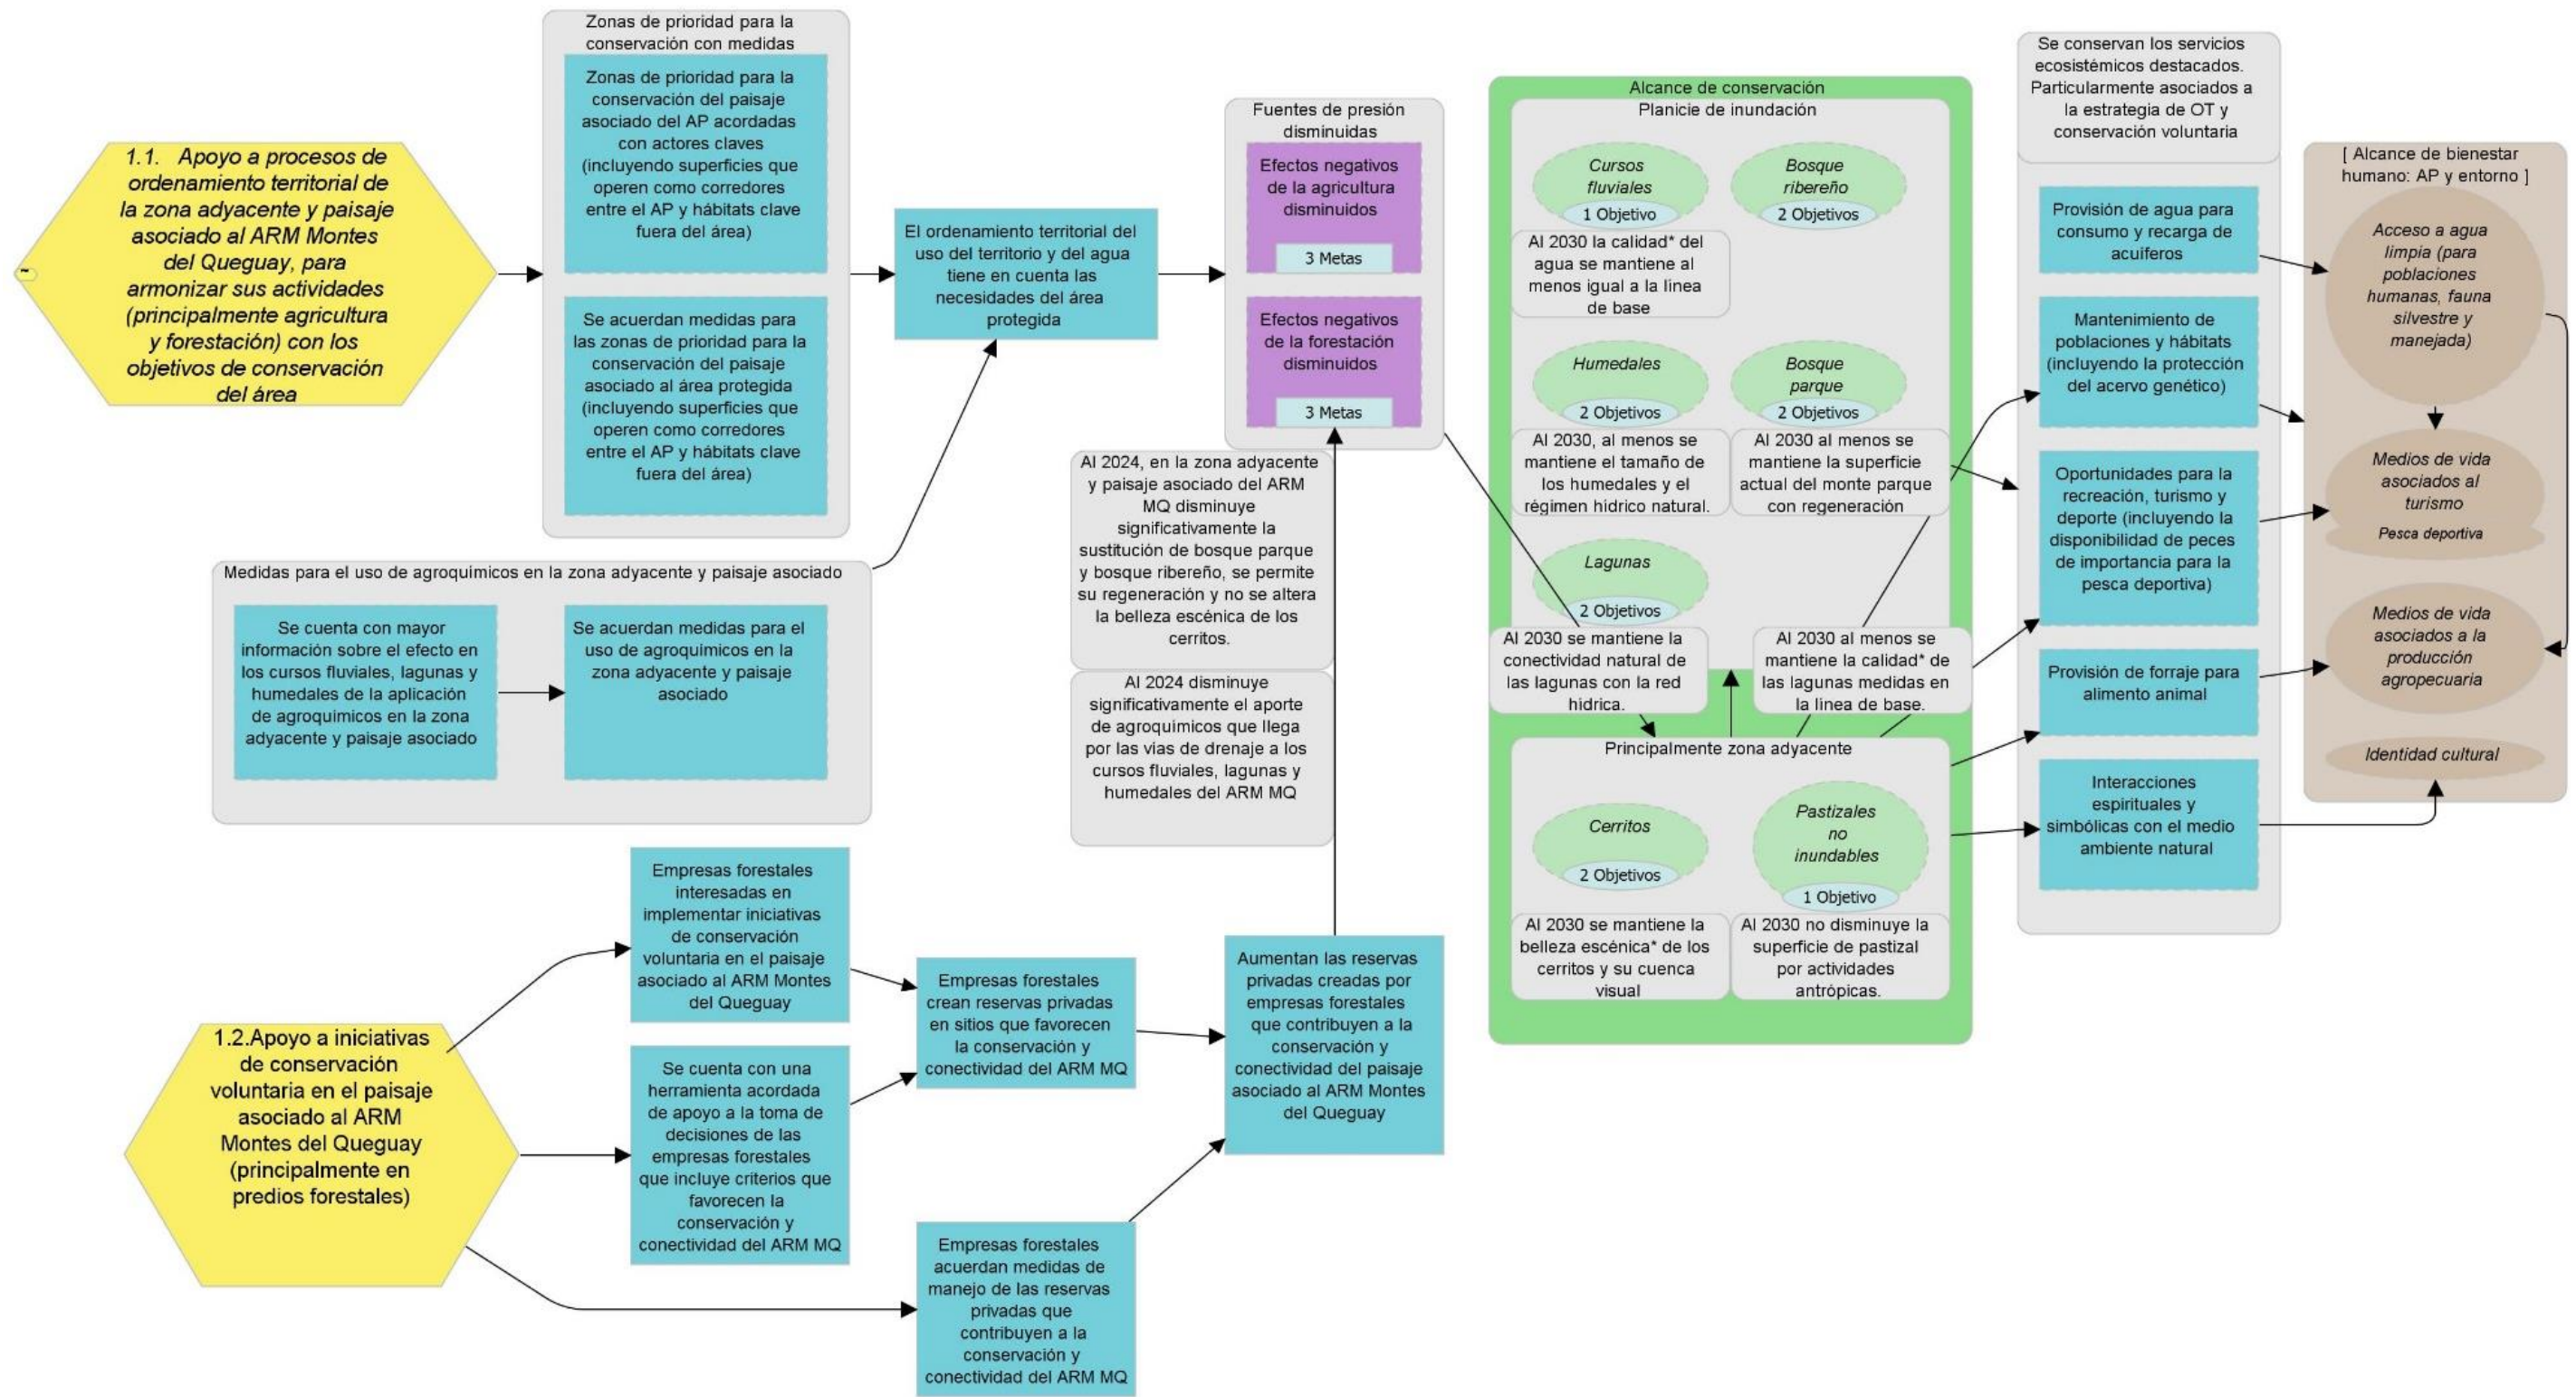 1.1. Apoyo a procesos de
ordenamiento territorial de
la zona adyacente y paisaje
asociado al ARM Montes
del Queguay, para
armonizar sus actividades
(principalmente agricultura
y forestación) con los
objetivos de conservación
del área
~
Zonas de prioridad para la
conservación con medidas
Zonas de prioridad para la
conservación del paisaje
asociado del AP acordadas
con actores claves
(incluyendo superficies que
operen como corredores
entre el AP y hábitats clave
fuera del área)
Se acuerdan medidas para
las zonas de prioridad para la
conservación del paisaje
asociado al área protegida
(incluyendo superficies que
operen como corredores
entre el AP y hábitats clave
fuera del área)
Medidas para el uso de agroquímicos en la zona adyacente y paisaje asociado
Se cuenta con mayor
información sobre el efecto en
los cursos fluviales, lagunas y
humedales de la aplicación
de agroquímicos en la zona
adyacente y paisaje asociado
Se acuerdan medidas para el
uso de agroquímicos en la
zona adyacente y paisaje
asociado
El ordenamiento territorial del
uso del territorio y del agua
tiene en cuenta las
necesidades del área
protegida
Fuentes de presión
disminuidas
Efectos negativos
de la agricultura
disminuidos
3 Metas
Efectos negativos
de la forestación
disminuidos
3 Metas
Al 2024, en la zona adyacente
y paisaje asociado del ARM
MQ disminuye
significativamente la
sustitución de bosque parque
y bosque ribereño, se permite
su regeneración y no se altera
la belleza escénica de los
cerritos.
Al 2024 disminuye
significativamente el aporte
de agroquímicos que llega
por las vias de drenaje a los
cursos fluviales, lagunas y
humedales del ARM MQ
1.2.Apoyo a iniciativas
de conservación
voluntaria en el paisaje
asociado al ARM
Montes del Queguay
(principalmente en
predios forestales)
Empresas forestales
interesadas en
implementar iniciativas
de conservación
voluntaria en el paisaje
asociado al ARM Montes
del Queguay
Se cuenta con una
herramienta acordada
de apoyo a la toma de
decisiones de las
empresas forestales
que incluye criterios que
favorecen la
conservación y
conectividad del ARM MQ
Empresas forestales
crean reservas privadas
en sitios que favorecen
la conservación y
conectividad del ARM MQ
Empresas forestales
acuerdan medidas de
manejo de las reservas
privadas que
contribuyen a la
conservación y
conectividad del ARM MQ
Aumentan las reservas
privadas creadas por
empresas forestales
que contribuyen a la
conservación y
conectividad del paisaje
asociado al ARM Montes
del Queguay
Alcance de conservación
Planicie de inundación
Cursos
fluviales
1 Objetivo
Al 2030 la calidad* del
agua se mantiene al
menos igual a la línea
de base
Bosque
ribereño
2 Objetivos
Humedales
2 Objetivos
Al 2030, al menos se
mantiene el tamaño de
los humedales y el
régimen hídrico natural.
Bosque
parque
2 Objetivos
Al 2030 al menos se
mantiene la superficie
actual del monte parque
con regeneración
Lagunas
2 Objetivos
Al 2030 se mantiene la
conectividad natural de
las lagunas con la red
hídrica.
Al 2030 al menos se
mantiene la calidad* de
las lagunas medidas en
la línea de base.
Principalmente zona adyacente
Cerritos
2 Objetivos
Al 2030 se mantiene la
belleza escénica* de los
cerritos y su cuenca
visual
Pastizales
no
inundables
1 Objetivo
Al 2030 no disminuye la
superficie de pastizal
por actividades
antrópicas.
Se conservan los servicios
ecosistémicos destacados.
Particularmente asociados a
la estrategia de OT y
conservación voluntaria
Provisión de agua para
consumo y recarga de
acuíferos
Mantenimiento de
poblaciones y hábitats
(incluyendo la protección
del acervo genético)
Oportunidades para la
recreación, turismo y
deporte (incluyendo la
disponibilidad de peces
de importancia para la
pesca deportiva)
Provisión de forraje para
alimento animal
Interacciones
espirituales y
simbólicas con el medio
ambiente natural
[ Alcance de bienestar
humano: AP y entorno ]
Acceso a agua
limpia (para
poblaciones
humanas, fauna
silvestre y
manejada)
Medios de vida
asociados al
turismo
Pesca deportiva
Medios de vida
asociados a la
producción
agropecuaria
Identidad cultural